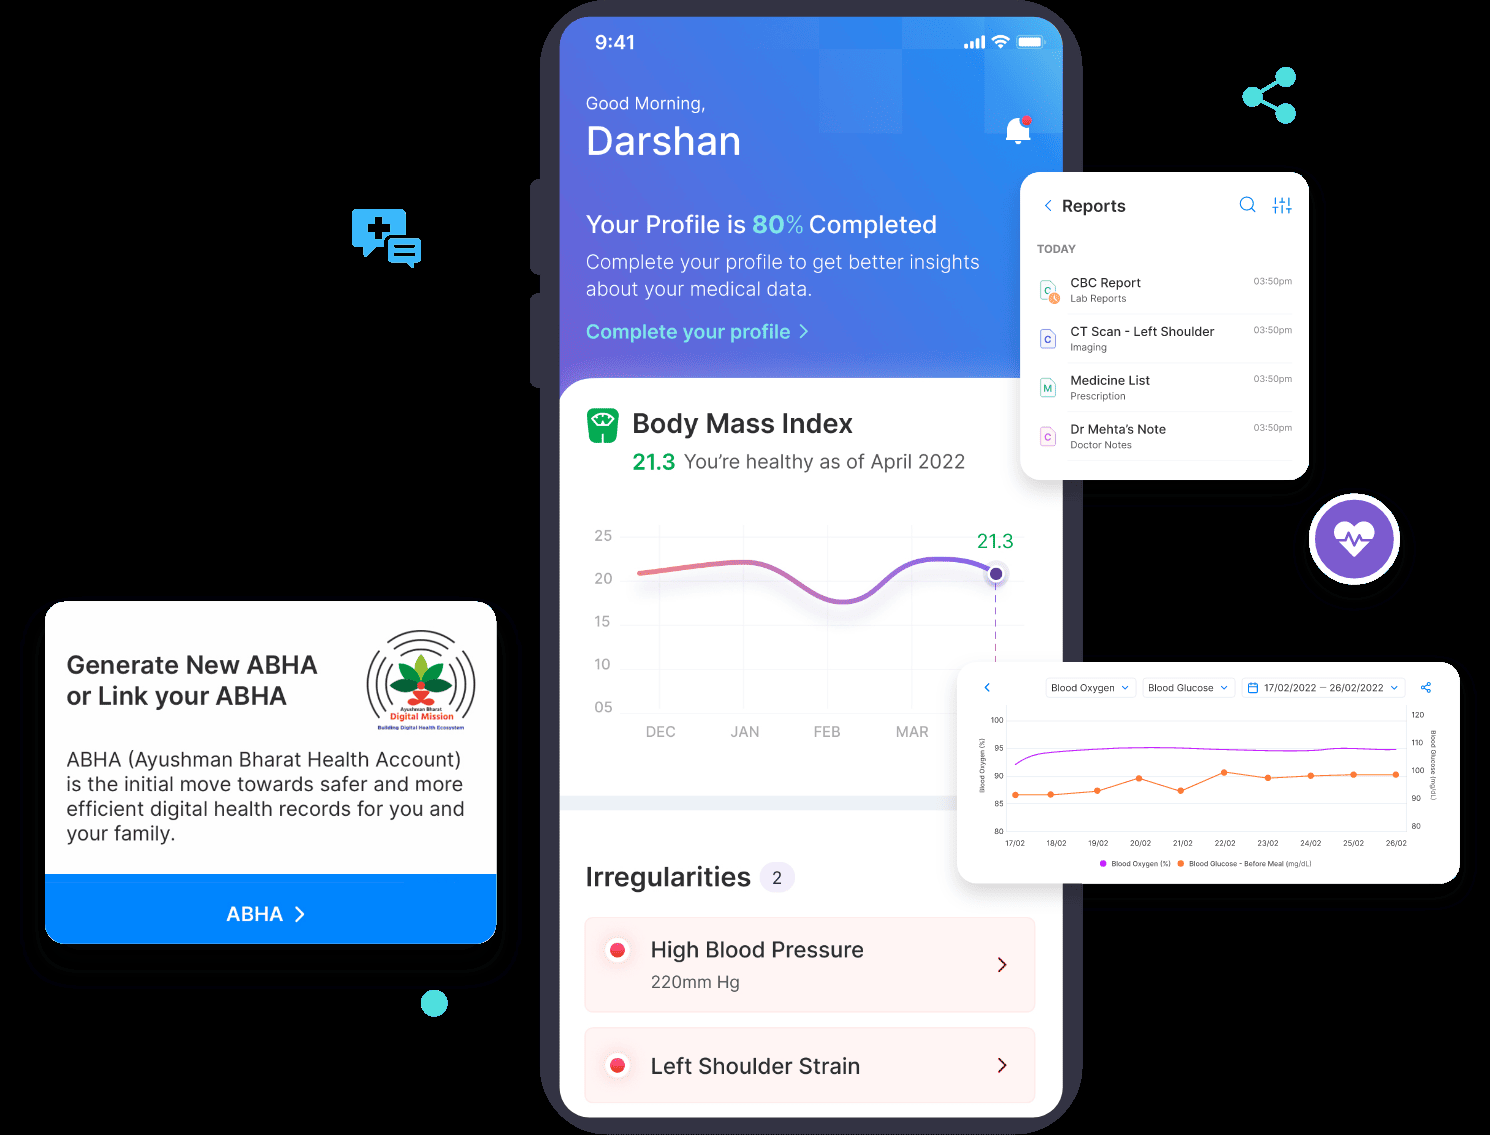 9:41
Good Morning,
Darshan
Your Profile is 80% Completed
Complete your profile to get better insights
about your medical data.
Complete your profile >
Body Mass Index
21.3 You're healthy as of April 2022
21.3
25
20
15
10
05
DEC JAN FEB MAR
Irregularities 2
High Blood Pressure
220mm Hg
Left Shoulder Strain
Reports
TODAY
C
CBC Report 03:50pm
Lab Reports
C
CT Scan - Left Shoulder 03:50pm
Imaging
M
Medicine List 03:50pm
Prescription
C
Dr Mehta's Note 03:50pm
Doctor Notes
Generate New ABHA
or Link your ABHA
Ayushman Bharat
Digital Mission
Building Digital Health Ecosystem
ABHA (Ayushman Bharat Health Account)
is the initial move towards safer and more
efficient digital health records for you and
your family.
ABHA >
Blood Oxygen Blood Glucose 17/02/2022 – 26/02/2022
Blood Oxygen (%)
100
95
90
85
80
120
110
100
90
80
Blood Glucose (mg/dL)
17/02 18/02 19/02 20/02 21/02 22/02 23/02 24/02 25/02 26/02
Blood Oxygen (%) Blood Glucose - Before Meal (mg/dL)